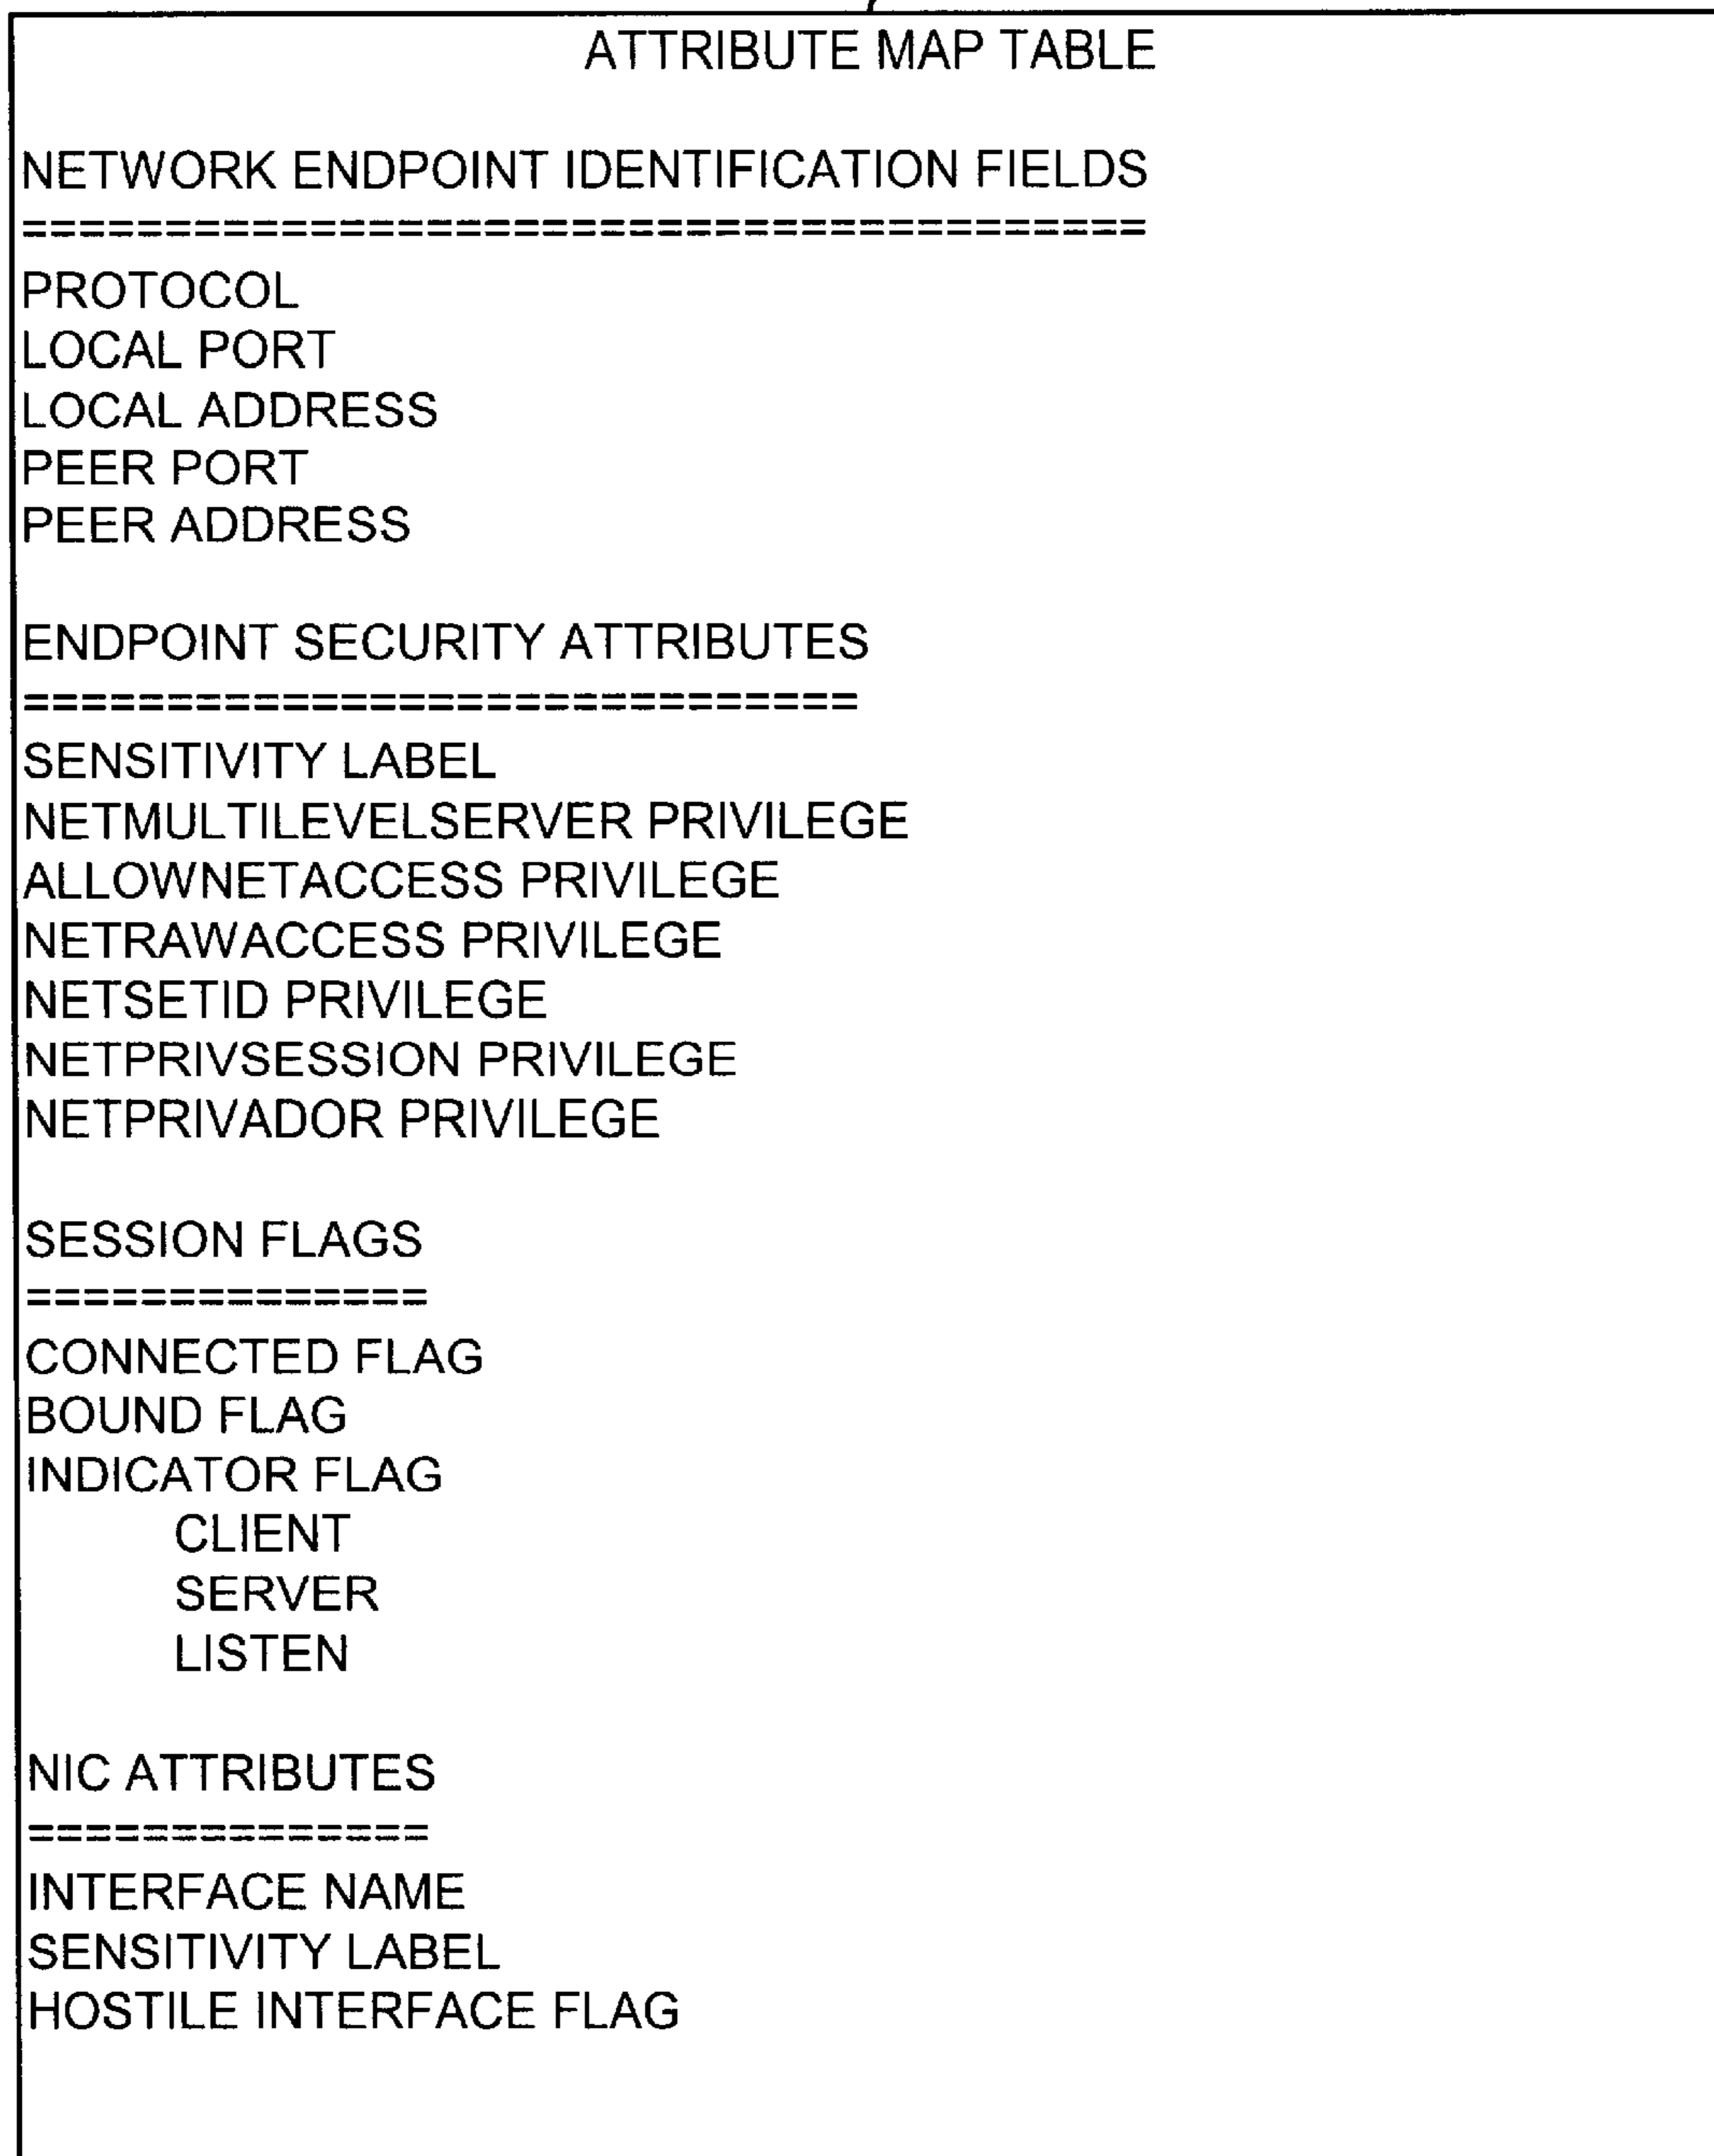 ATTRIBUTE MAP TABLE
NETWORK ENDPOINT IDENTIFICATION FIELDS
=======================================
PROTOCOL
LOCAL PORT
LOCAL ADDRESS
PEER PORT
PEER ADDRESS
ENDPOINT SECURITY ATTRIBUTES
=============================
SENSITIVITY LABEL
NETMULTILEVELSERVER PRIVILEGE
ALLOWNETACCESS PRIVILEGE
NETRAWACCESS PRIVILEGE
NETSETID PRIVILEGE
NETPRIVSESSION PRIVILEGE
NETPRIVADOR PRIVILEGE
SESSION FLAGS
==============
CONNECTED FLAG
BOUND FLAG
INDICATOR FLAG
CLIENT
SERVER
LISTEN
NIC ATTRIBUTES
==============
INTERFACE NAME
SENSITIVITY LABEL
HOSTILE INTERFACE FLAG